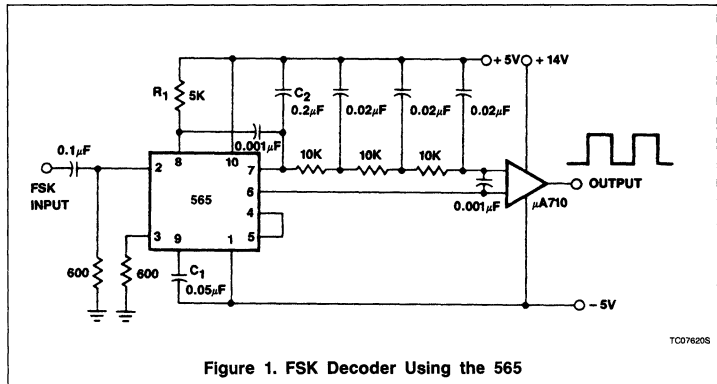 + 5V + 14V
R1 5K
C2
0.2µF 0.02µF 0.02µF 0.02µF
0.1µF
0.001µF
8 10
10K 10K 10K
2 7
FSK
INPUT
6
565
4
5
0.001µF
µA710
OUTPUT
3 9 1
600 600
C1
0.05µF
– 5V
TC07620S
Figure 1. FSK Decoder Using the 565